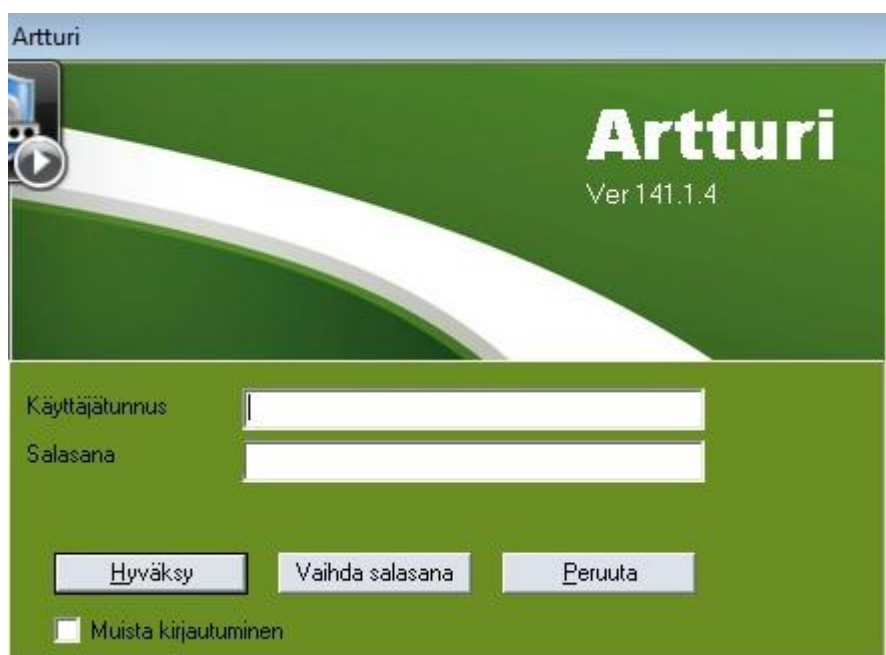 Artturi
Artturi
Ver 141.1.4
Käyttäjätunnus
Salasana
Hyväksy
Vaihda salasana
Peruuta
Muista kirjautuminen